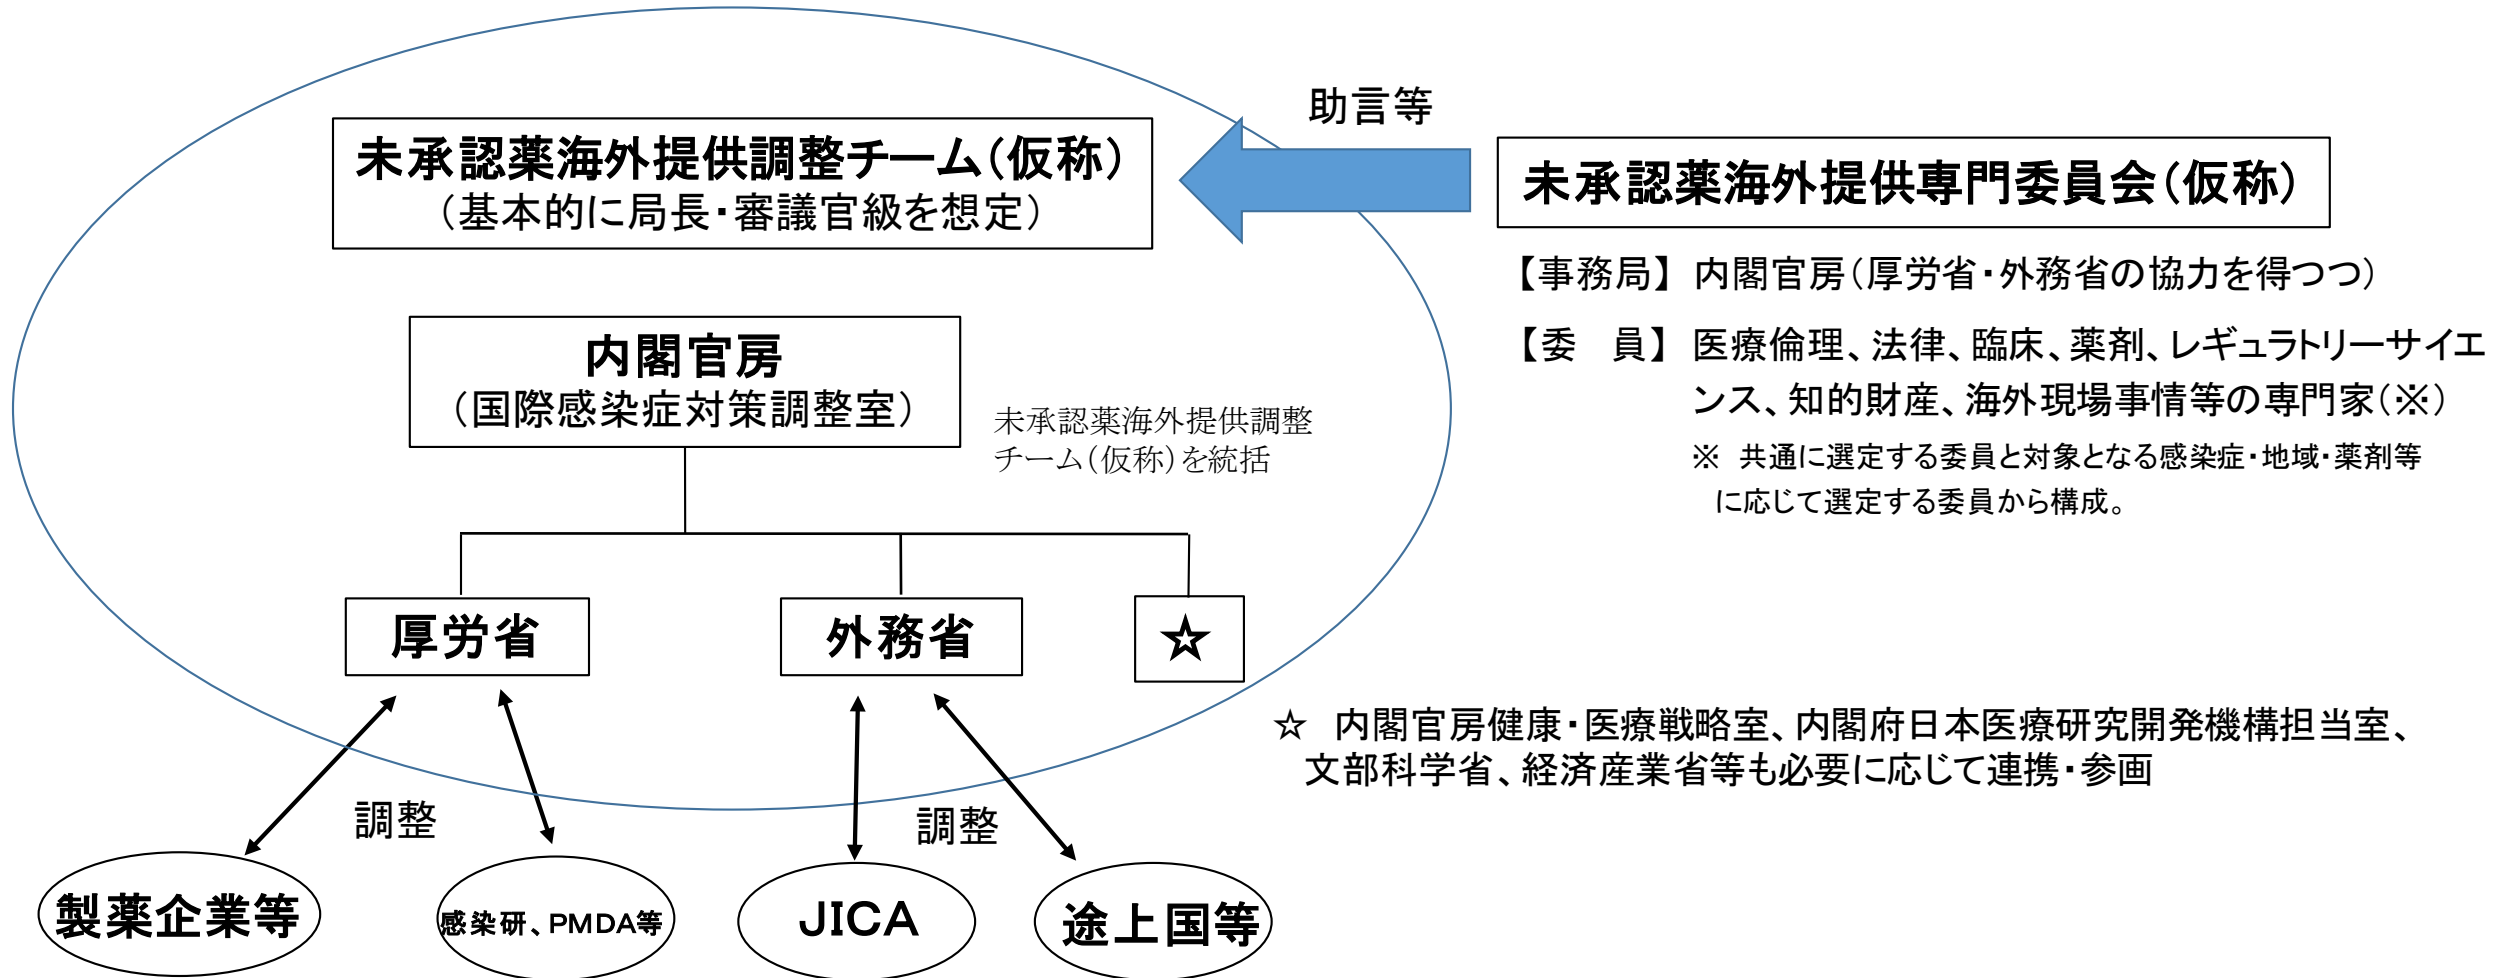 助言等
未承認薬海外提供調整チーム（仮称）
（基本的に局長・審議官級を想定）
未承認薬海外提供専門委員会（仮称）
【事務局】 内閣官房（厚労省・外務省の協力を得つつ）
【委　員】 医療倫理、法律、臨床、薬剤、レギュラトリーサイエ
ンス、知的財産、海外現場事情等の専門家（※）
※　共通に選定する委員と対象となる感染症・地域・薬剤等
に応じて選定する委員から構成。
内閣官房
（国際感染症対策調整室）
未承認薬海外提供調整
チーム（仮称）を統括
厚労省
外務省
☆
☆　内閣官房健康・医療戦略室、内閣府日本医療研究開発機構担当室、
文部科学省、経済産業省等も必要に応じて連携・参画
調整
調整
製薬企業等
感染研、PMDA等
JICA
途上国等